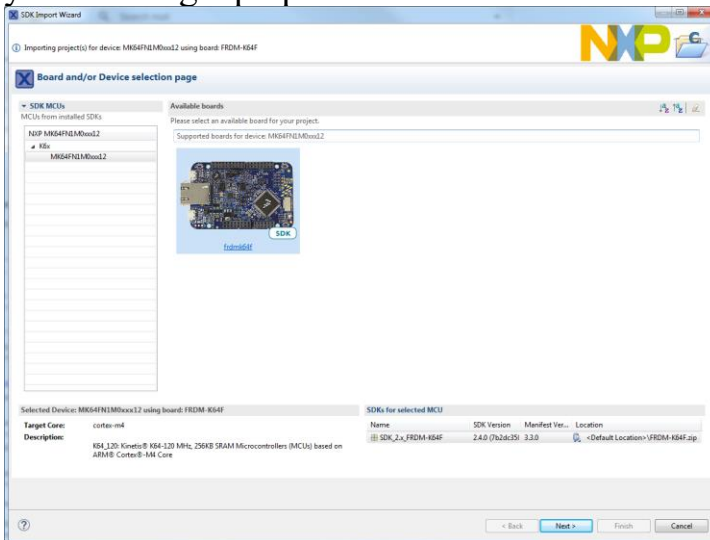 SDK Import Wizard
Importing project(s) for device: MK64FN1M0xxx12 using board: FRDM-K64F
NXP
Board and/or Device selection page
SDK MCUs
MCUs from installed SDKs
NXP MK64FN1M0xxx12
K6x
MK64FN1M0xxx12
Available boards
Please select an available board for your project.
Supported boards for device: MK64FN1M0xxx12
SDK
frdmk64f
Selected Device: MK64FN1M0xxx12 using board: FRDM-K64F
Target Core: cortex-m4
Description: K64_120: Kinetis® K64-120 MHz, 256KB SRAM Microcontrollers (MCUs) based on
ARM® Cortex®-M4 Core
SDKs for selected MCU
Name SDK Version Manifest Ver... Location
SDK_2.x_FRDM-K64F 2.4.0 3.3.0 <Default Location>\FRDM-K64F.zip
< Back Next > Finish Cancel